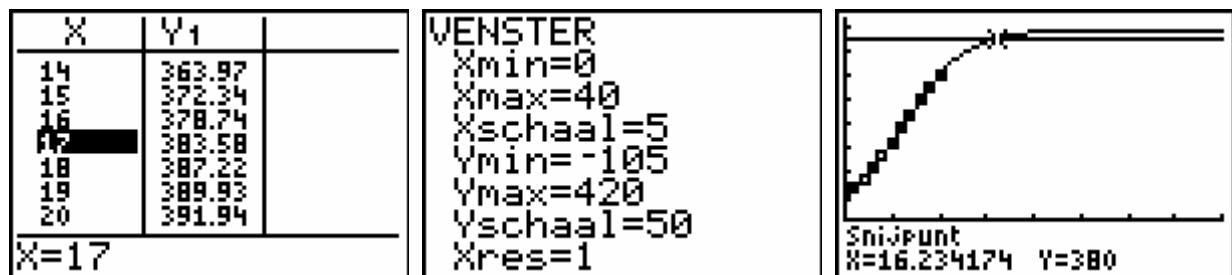 X Y1
14 363.97
15 372.34
16 378.74
17 383.58
18 387.22
19 389.93
20 391.94
X=17
VENSTER
Xmin=0
Xmax=40
Xschaal=5
Ymin=-105
Ymax=420
Yschaal=50
Xres=1
Snijpunt
X=16.234174 Y=380